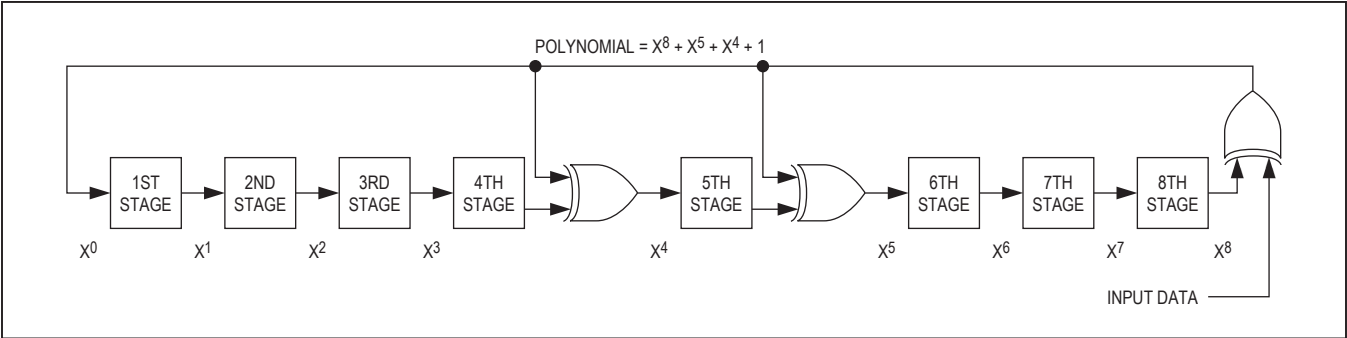 POLYNOMIAL = X⁸ + X⁵ + X⁴ + 1
1ST
STAGE
2ND
STAGE
3RD
STAGE
4TH
STAGE
5TH
STAGE
6TH
STAGE
7TH
STAGE
8TH
STAGE
X⁰
X¹
X²
X³
X⁴
X⁵
X⁶
X⁷
X⁸
INPUT DATA